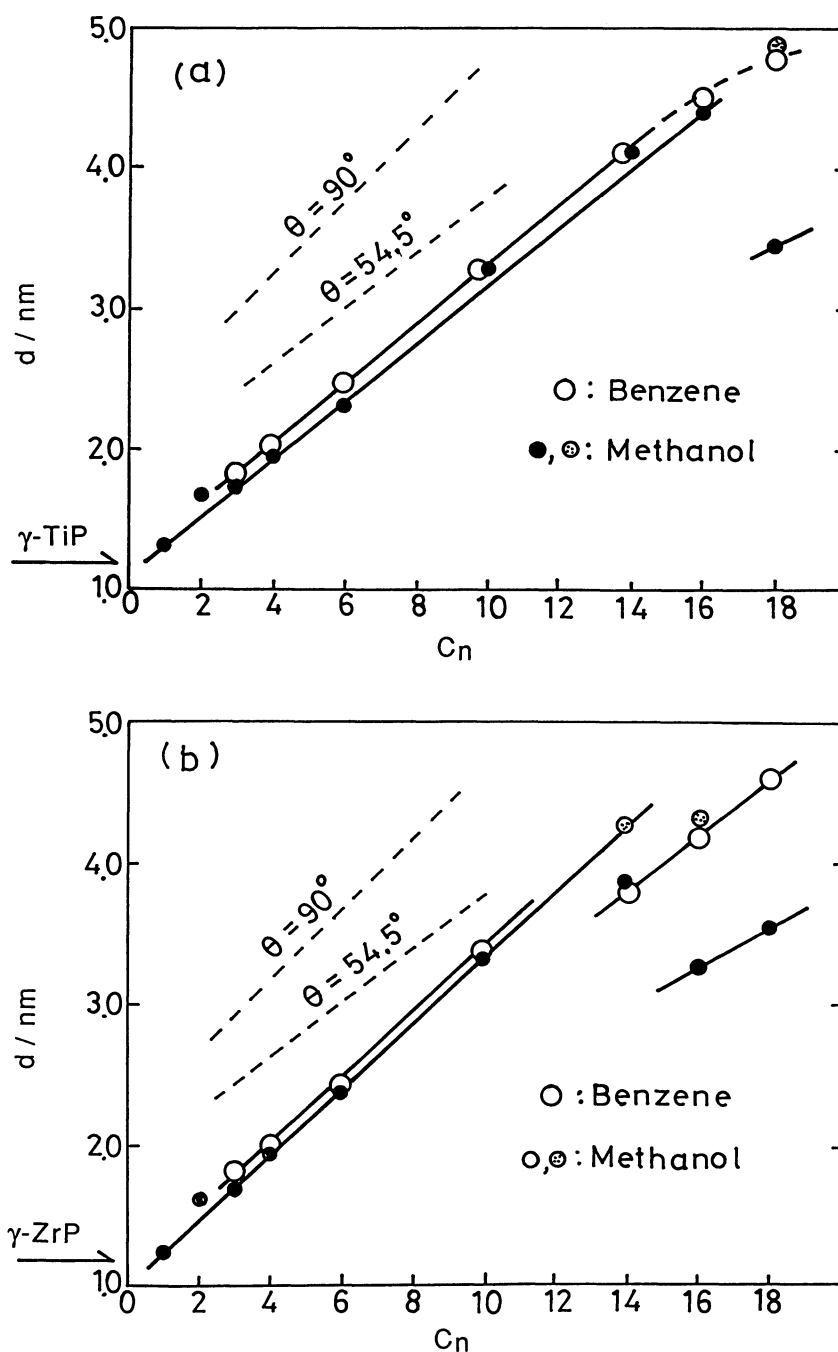 5.0
(a)
θ = 90°
4.0
θ = 54,5°
d / nm
3.0
○ : Benzene
●,◍: Methanol
2.0
γ-TiP
1.0
0 2 4 6 8 10 12 14 16 18
Cn
5.0
(b)
4.0
θ = 90°
θ = 54,5°
d / nm
3.0
○ : Benzene
○,◍: Methanol
2.0
γ-ZrP
1.0
0 2 4 6 8 10 12 14 16 18
Cn